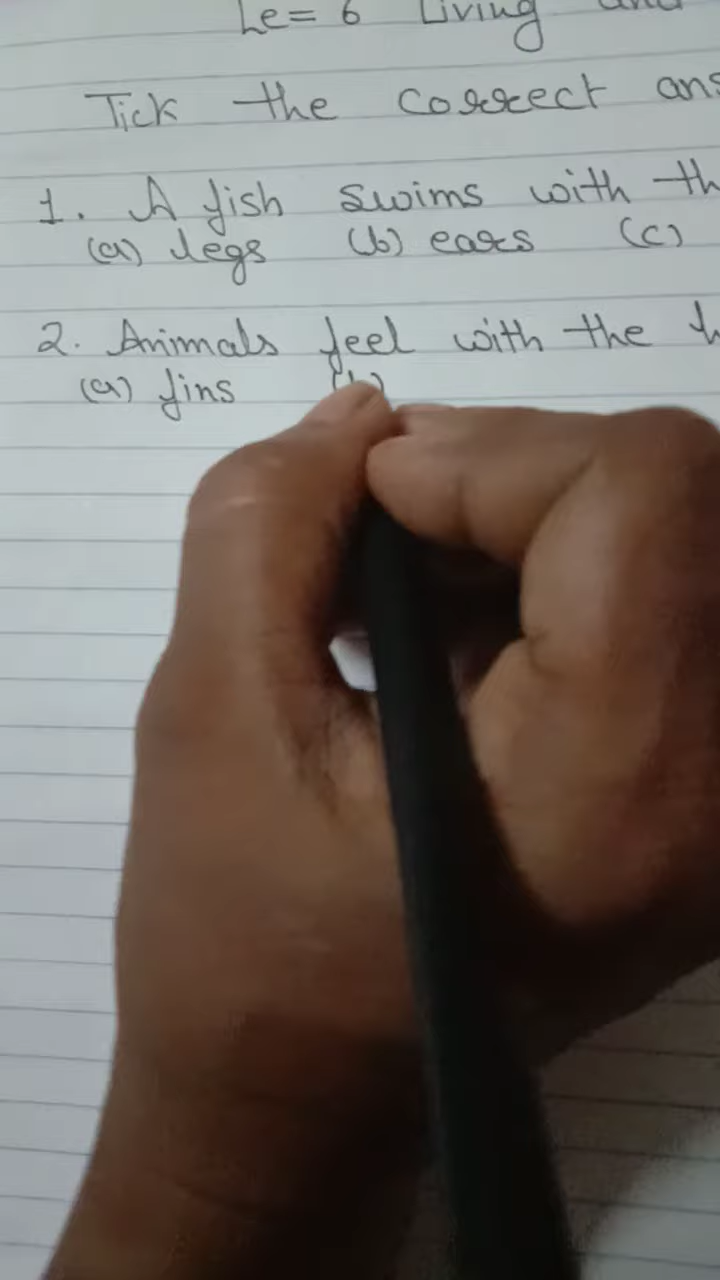 Le= 6 Living and
Tick the correct ans
1. A fish swims with th
(a) legs (b) ears (c)
2. Animals feel with the h
(a) fins (b)